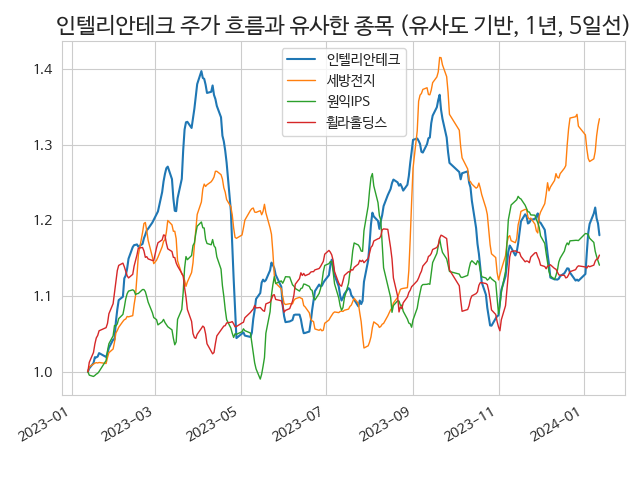 인텔리안테크 주가 흐름과 유사한 종목 (유사도 기반, 1년, 5일선)
인텔리안테크
세방전지
원익IPS
휠라홀딩스
1.4
1.3
1.2
1.1
1.0
2023-01
2023-03
2023-05
2023-07
2023-09
2023-11
2024-01